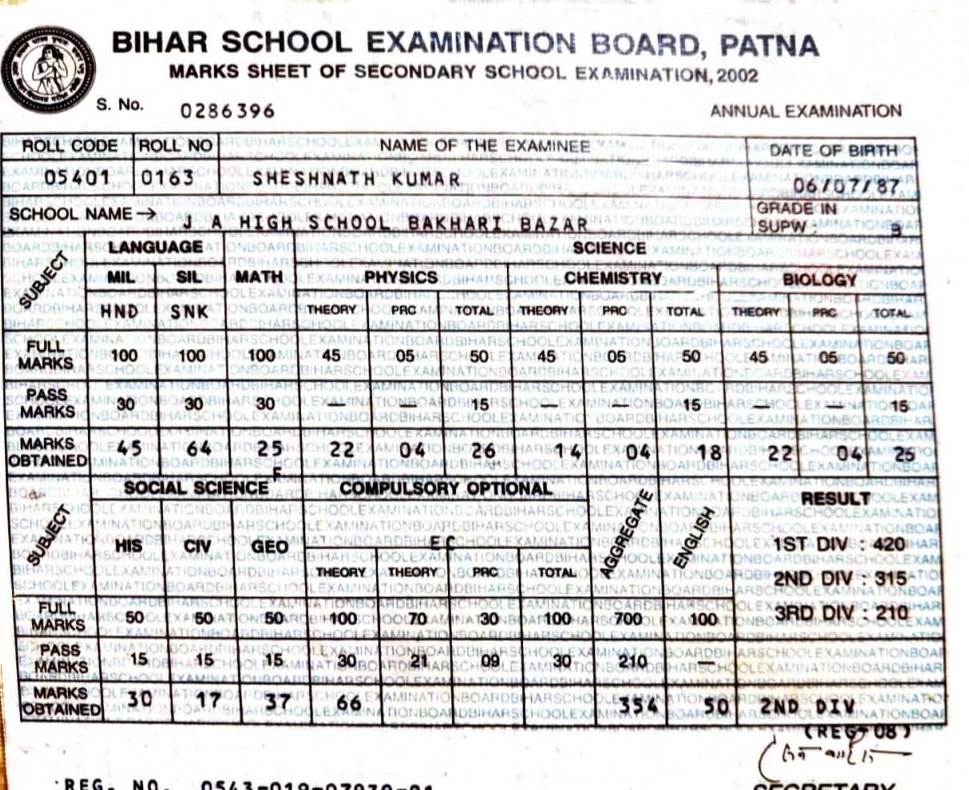 BIHAR SCHOOL EXAMINATION BOARD, PATNA
MARKS SHEET OF SECONDARY SCHOOL EXAMINATION, 2002
S. No. 0286396 ANNUAL EXAMINATION
ROLL CODE ROLL NO NAME OF THE EXAMINEE DATE OF BIRTH
05401 0163 SHESHNATH KUMAR 06/07/87
SCHOOL NAME → J A HIGH SCHOOL BAKHARI BAZAR GRADE IN SUPW : B
SUBJECT LANGUAGE SCIENCE
MIL SIL MATH PHYSICS CHEMISTRY BIOLOGY
HND SNK THEORY PRC TOTAL THEORY PRC TOTAL THEORY PRC TOTAL
FULL MARKS 100 100 100 45 05 50 45 05 50 45 05 50
PASS MARKS 30 30 30 — — 15 — — 15 — — 15
MARKS OBTAINED 45 64 25 22 04 26 14 04 18 22 04 26
F
SUBJECT SOCIAL SCIENCE COMPULSORY OPTIONAL AGGREGATE ENGLISH RESULT
HIS CIV GEO EC 1ST DIV : 420
THEORY THEORY PRC TOTAL 2ND DIV : 315
FULL MARKS 50 50 50 100 70 30 100 700 100 3RD DIV : 210
PASS MARKS 15 15 15 30 21 09 30 210 —
MARKS OBTAINED 30 17 37 66 354 50 2ND DIV
(REG-08)
REG. NO. SECRETARY